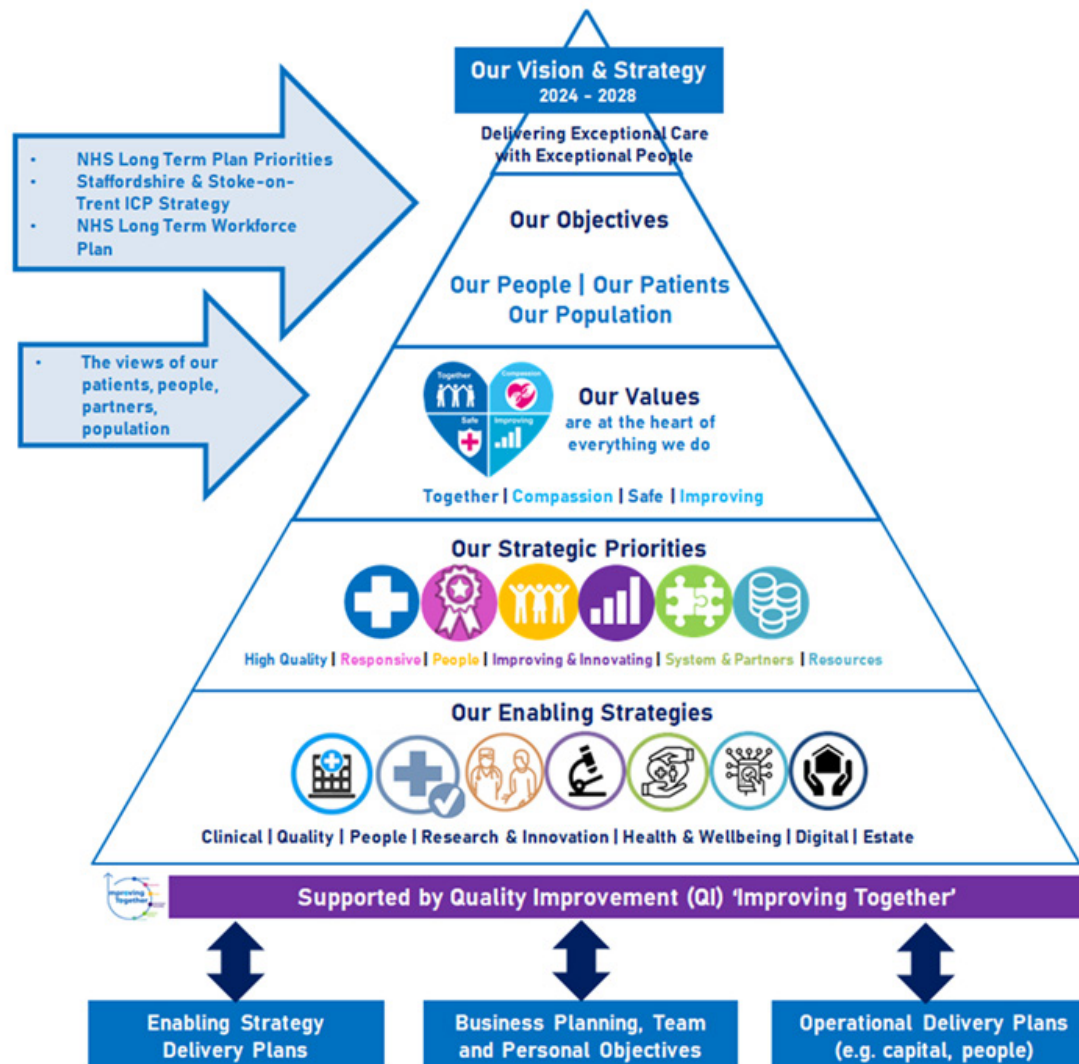 Our Vision & Strategy
2024 - 2028
Delivering Exceptional Care
with Exceptional People
• NHS Long Term Plan Priorities
• Staffordshire & Stoke-on-
Trent ICP Strategy
• NHS Long Term Workforce
Plan
Our Objectives
Our People | Our Patients
Our Population
• The views of our
patients, people,
partners,
population
Together
Compassion
Safe
Improving
Our Values
are at the heart of
everything we do
Together | Compassion | Safe | Improving
Our Strategic Priorities
High Quality | Responsive | People | Improving & Innovating | System & Partners | Resources
Our Enabling Strategies
Clinical | Quality | People | Research & Innovation | Health & Wellbeing | Digital | Estate
Improving
Together
Supported by Quality Improvement (QI) ‘Improving Together’
Enabling Strategy
Delivery Plans
Business Planning, Team
and Personal Objectives
Operational Delivery Plans
(e.g. capital, people)